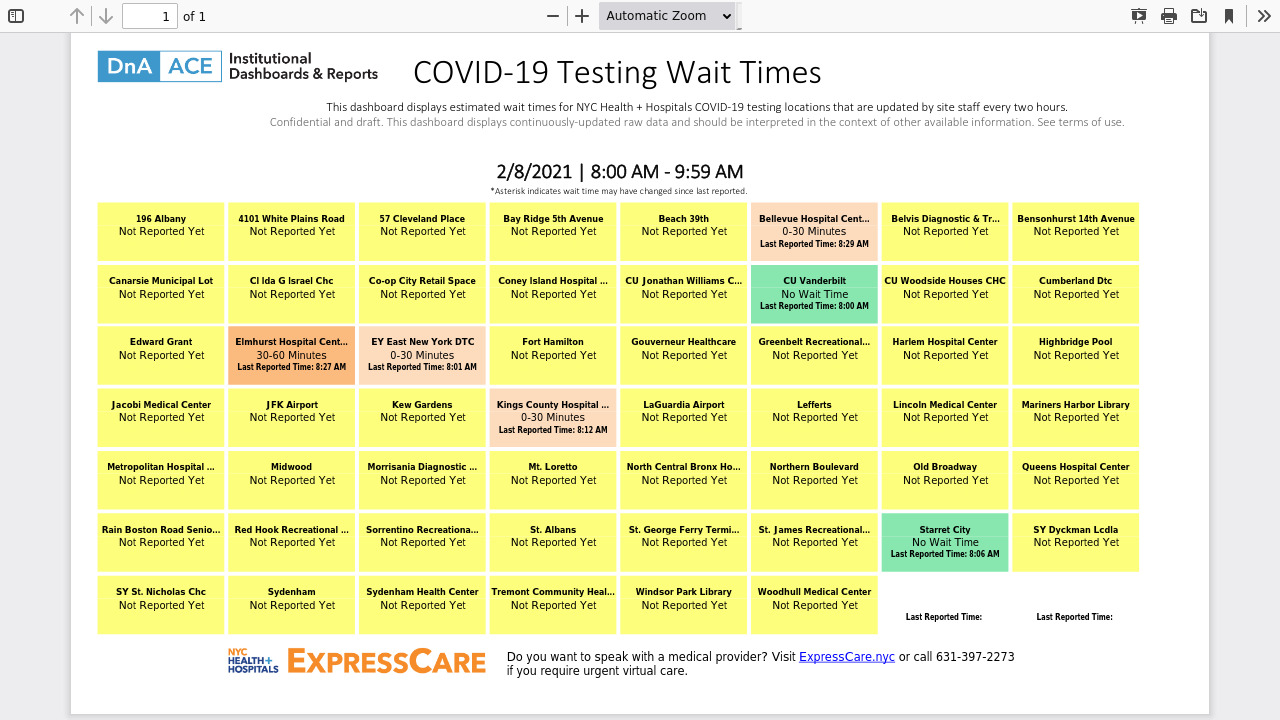 1 of 1 Automatic Zoom
DnA ACE Institutional Dashboards & Reports
COVID-19 Testing Wait Times
This dashboard displays estimated wait times for NYC Health + Hospitals COVID-19 testing locations that are updated by site staff every two hours.
Confidential and draft. This dashboard displays continuously-updated raw data and should be interpreted in the context of other available information. See terms of use.
2/8/2021 | 8:00 AM - 9:59 AM
*Asterisk indicates wait time may have changed since last reported.
196 Albany
Not Reported Yet
4101 White Plains Road
Not Reported Yet
57 Cleveland Place
Not Reported Yet
Bay Ridge 5th Avenue
Not Reported Yet
Beach 39th
Not Reported Yet
Bellevue Hospital Cent...
0-30 Minutes
Last Reported Time: 8:29 AM
Belvis Diagnostic & Tr...
Not Reported Yet
Bensonhurst 14th Avenue
Not Reported Yet
Canarsie Municipal Lot
Not Reported Yet
CI Ida G Israel Chc
Not Reported Yet
Co-op City Retail Space
Not Reported Yet
Coney Island Hospital ...
Not Reported Yet
CU Jonathan Williams C...
Not Reported Yet
CU Vanderbilt
No Wait Time
Last Reported Time: 8:00 AM
CU Woodside Houses CHC
Not Reported Yet
Cumberland Dtc
Not Reported Yet
Edward Grant
Not Reported Yet
Elmhurst Hospital Cent...
30-60 Minutes
Last Reported Time: 8:27 AM
EY East New York DTC
0-30 Minutes
Last Reported Time: 8:01 AM
Fort Hamilton
Not Reported Yet
Gouverneur Healthcare
Not Reported Yet
Greenbelt Recreational...
Not Reported Yet
Harlem Hospital Center
Not Reported Yet
Highbridge Pool
Not Reported Yet
Jacobi Medical Center
Not Reported Yet
JFK Airport
Not Reported Yet
Kew Gardens
Not Reported Yet
Kings County Hospital ...
0-30 Minutes
Last Reported Time: 8:12 AM
LaGuardia Airport
Not Reported Yet
Lefferts
Not Reported Yet
Lincoln Medical Center
Not Reported Yet
Mariners Harbor Library
Not Reported Yet
Metropolitan Hospital ...
Not Reported Yet
Midwood
Not Reported Yet
Morrisania Diagnostic ...
Not Reported Yet
Mt. Loretto
Not Reported Yet
North Central Bronx Ho...
Not Reported Yet
Northern Boulevard
Not Reported Yet
Old Broadway
Not Reported Yet
Queens Hospital Center
Not Reported Yet
Rain Boston Road Senio...
Not Reported Yet
Red Hook Recreational ...
Not Reported Yet
Sorrentino Recreationa...
Not Reported Yet
St. Albans
Not Reported Yet
St. George Ferry Termi...
Not Reported Yet
St. James Recreational...
Not Reported Yet
Starret City
No Wait Time
Last Reported Time: 8:06 AM
SY Dyckman Lcdla
Not Reported Yet
SY St. Nicholas Chc
Not Reported Yet
Sydenham
Not Reported Yet
Sydenham Health Center
Not Reported Yet
Tremont Community Heal...
Not Reported Yet
Windsor Park Library
Not Reported Yet
Woodhull Medical Center
Not Reported Yet
Last Reported Time:
Last Reported Time:
NYC HEALTH+ HOSPITALS
EXPRESSCARE
Do you want to speak with a medical provider? Visit ExpressCare.nyc or call 631-397-2273
if you require urgent virtual care.